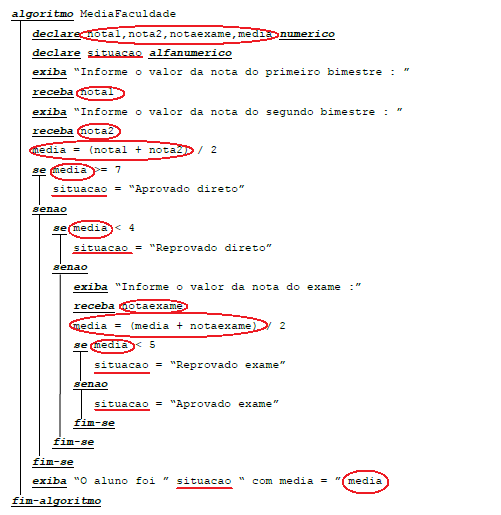 algoritmo MediaFaculdade
declare nota1,nota2,notaexame,media numerico
declare situacao alfanumerico
exiba “Informe o valor da nota do primeiro bimestre : ”
receba nota1
exiba “Informe o valor da nota do segundo bimestre : ”
receba nota2
media = (nota1 + nota2) / 2
se media >= 7
situacao = “Aprovado direto”
senao
se media < 4
situacao = “Reprovado direto”
senao
exiba “Informe o valor da nota do exame :”
receba notaexame
media = (media + notaexame) / 2
se media < 5
situacao = “Reprovado exame”
senao
situacao = “Aprovado exame”
fim-se
fim-se
fim-se
exiba “O aluno foi ” situacao “ com media = ” media
fim-algoritmo